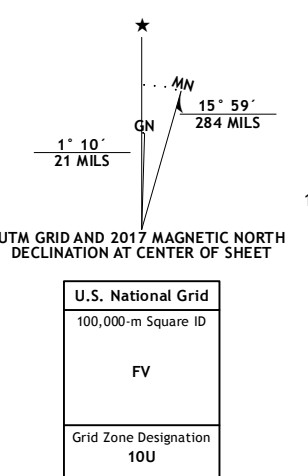 MN
GN
15° 59´
284 MILS
1° 10´
21 MILS
UTM GRID AND 2017 MAGNETIC NORTH
DECLINATION AT CENTER OF SHEET
U.S. National Grid
100,000-m Square ID
FV
Grid Zone Designation
10U